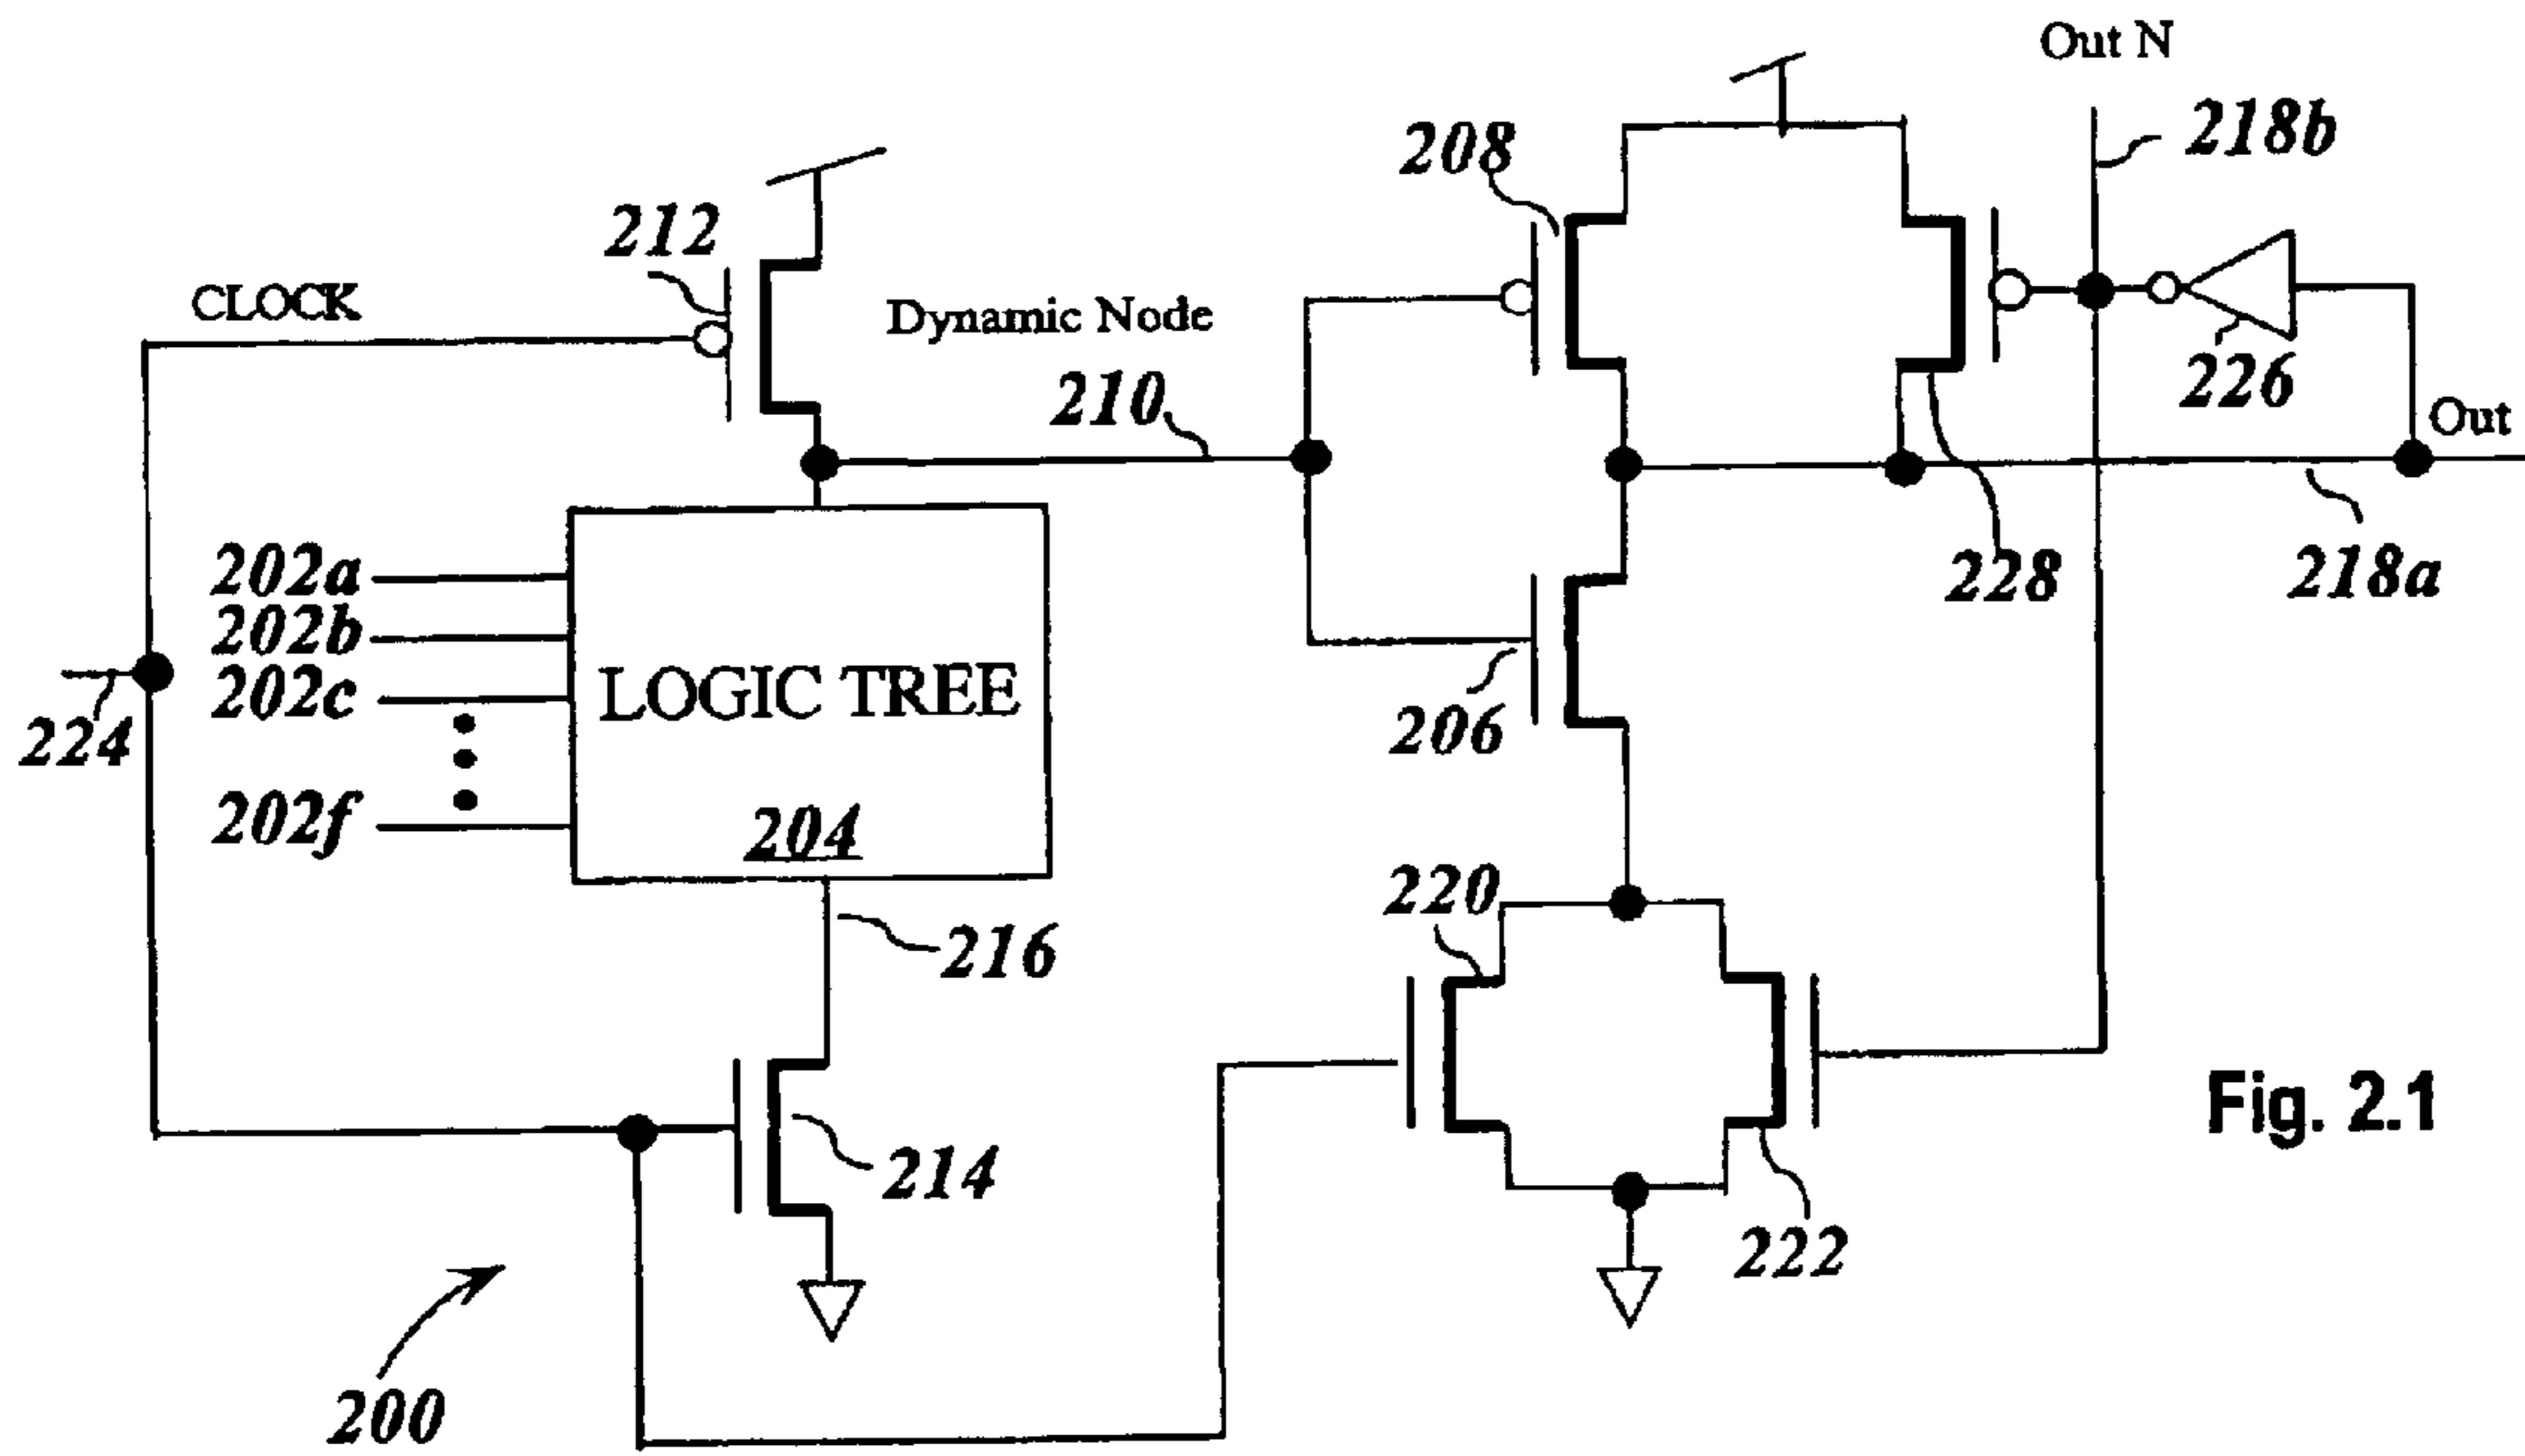 Out N
208
218b
212
CLOCK
Dynamic Node
210
226
Out
202a
202b
202c
202f
224
LOGIC TREE
204
228
218a
206
220
216
214
222
Fig. 2.1
200